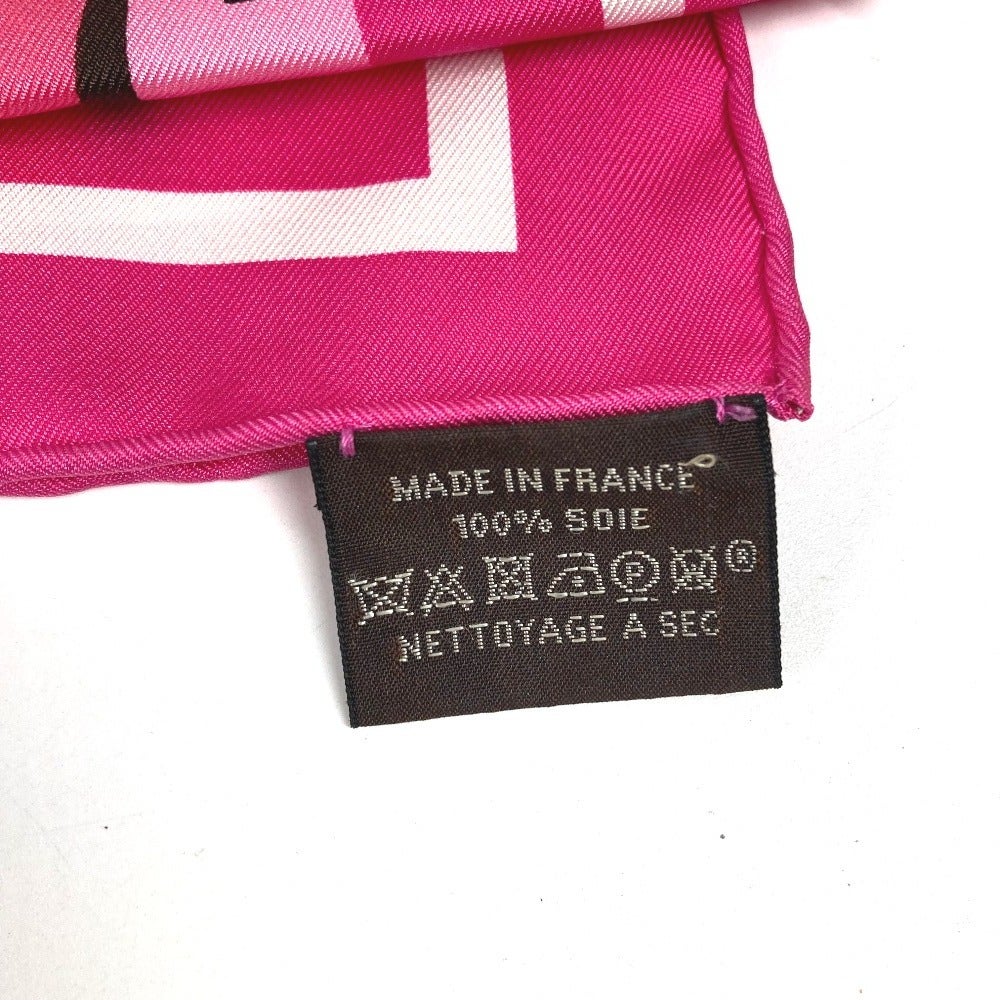 MADE IN FRANCE
100% SOIE
P W ®
NETTOYAGE A SEC